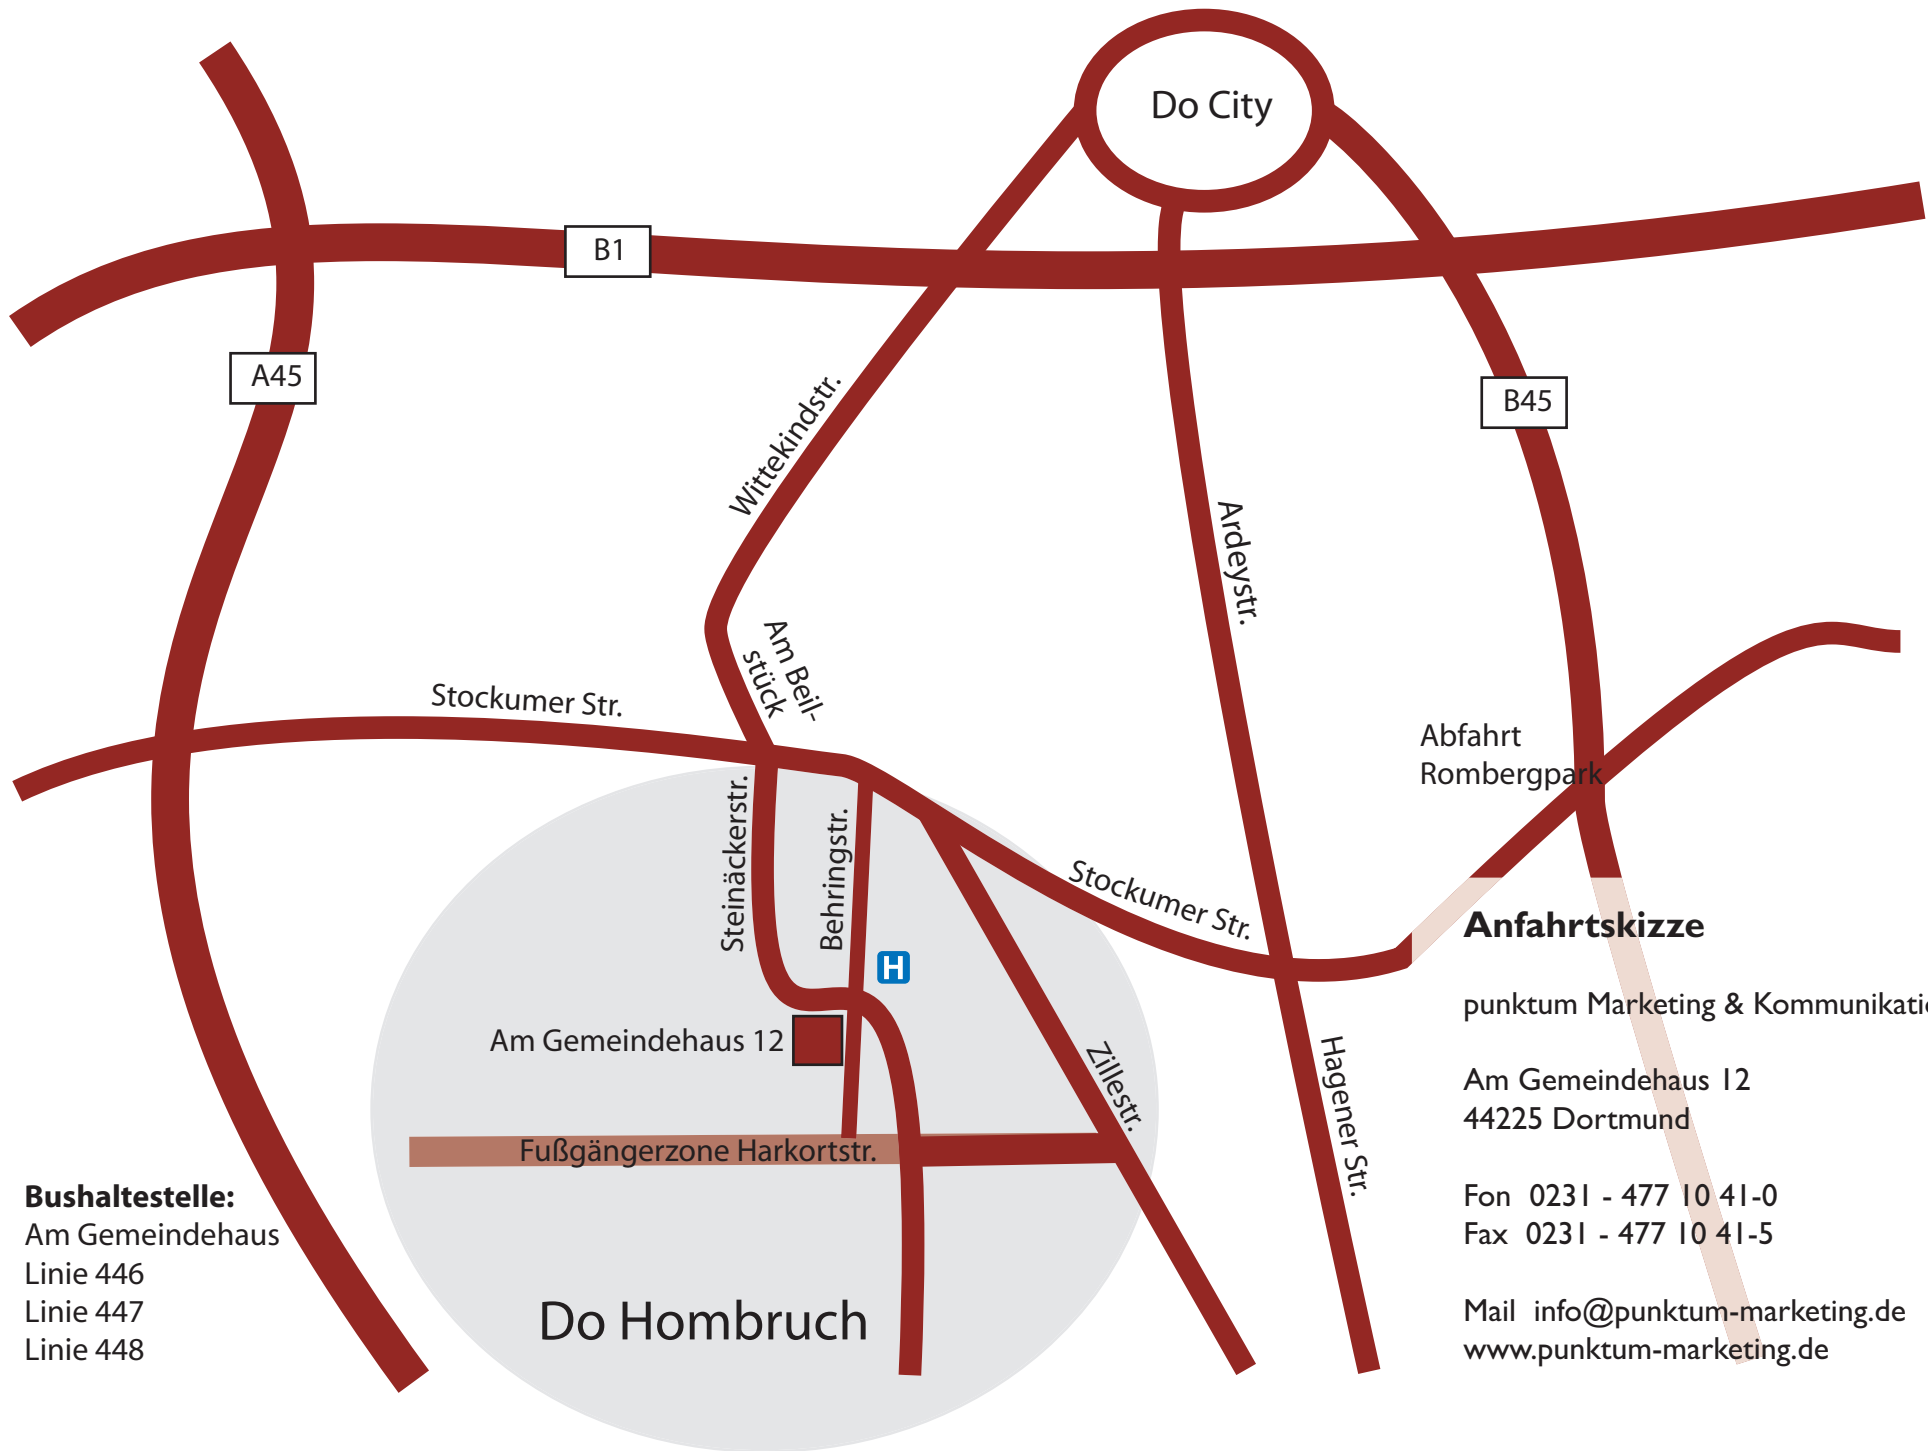 Do City
B1
A45
B45
Wittekindstr.
Ardeystr.
Am Beil-
stück
Stockumer Str.
Abfahrt
Rombergpark
Steinäckerstr.
Behringstr.
Stockumer Str.
H
Am Gemeindehaus 12
Zillestr.
Hagener Str.
Fußgängerzone Harkortstr.
Do Hombruch
Bushaltestelle:
Am Gemeindehaus
Linie 446
Linie 447
Linie 448
Anfahrtskizze
punktum Marketing & Kommunikatio
Am Gemeindehaus 12
44225 Dortmund
Fon 0231 - 477 10 41-0
Fax 0231 - 477 10 41-5
Mail info@punktum-marketing.de
www.punktum-marketing.de